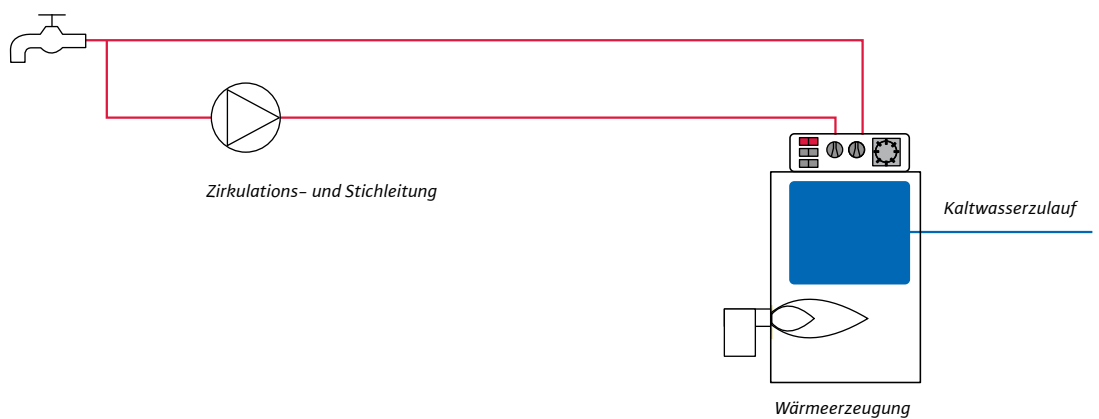 Zirkulations– und Stichleitung
Kaltwasserzulauf
Wärmeerzeugung